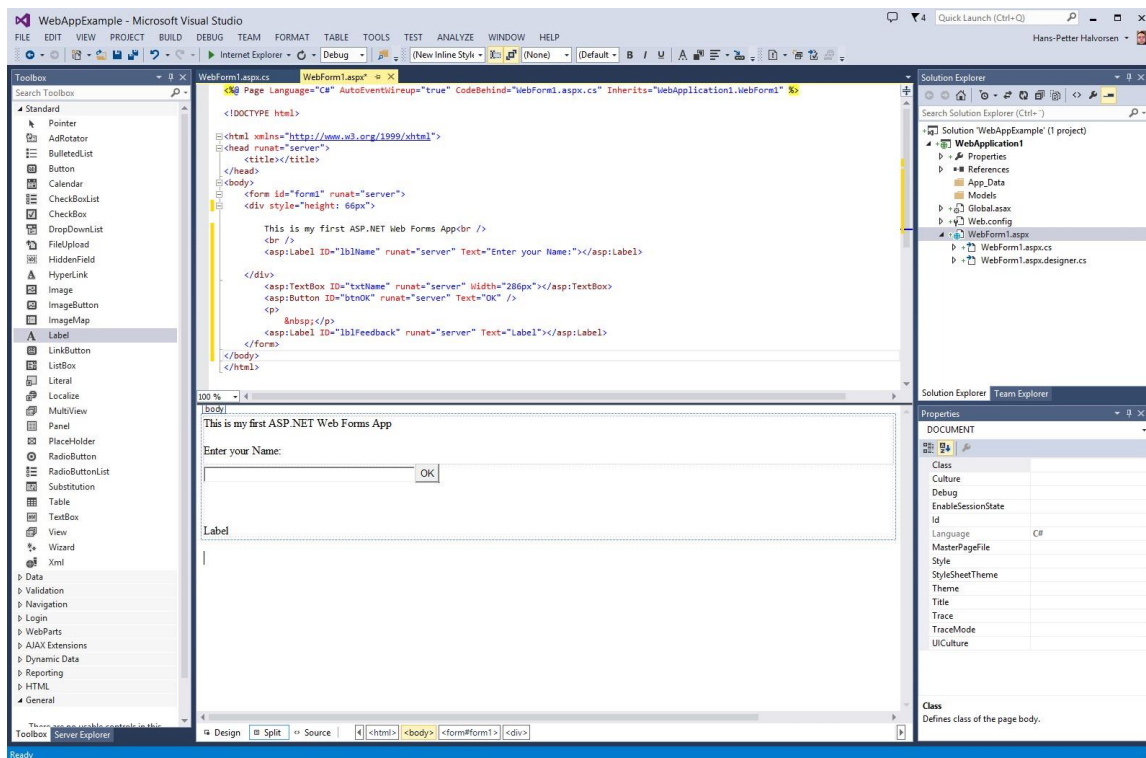 WebAppExample - Microsoft Visual Studio
4
Quick Launch (Ctrl+Q)
FILE EDIT VIEW PROJECT BUILD DEBUG TEAM FORMAT TABLE TOOLS TEST ANALYZE WINDOW HELP
Hans-Petter Halvorsen
Internet Explorer Debug (New Inline Style (None) (Default B I U A
Toolbox
Search Toolbox
Standard
Pointer
AdRotator
BulletedList
Button
Calendar
CheckBoxList
CheckBox
DropDownList
FileUpload
HiddenField
HyperLink
Image
ImageButton
ImageMap
Label
LinkButton
ListBox
Literal
Localize
MultiView
Panel
PlaceHolder
RadioButton
RadioButtonList
Substitution
Table
TextBox
View
Wizard
Xml
Data
Validation
Navigation
Login
WebParts
AJAX Extensions
Dynamic Data
Reporting
HTML
General
There are no usable controls in this
Toolbox Server Explorer
WebForm1.aspx.cs WebForm1.aspx*
<%@ Page Language="C#" AutoEventWireup="true" CodeBehind="WebForm1.aspx.cs" Inherits="WebApplication1.WebForm1" %>
<!DOCTYPE html>
<html xmlns="http://www.w3.org/1999/xhtml">
<head runat="server">
<title></title>
</head>
<body>
<form id="form1" runat="server">
<div style="height: 66px">
This is my first ASP.NET Web Forms App<br />
<br />
<asp:Label ID="lblName" runat="server" Text="Enter your Name:"></asp:Label>
</div>
<asp:TextBox ID="txtName" runat="server" Width="286px"></asp:TextBox>
<asp:Button ID="btnOK" runat="server" Text="OK" />
<p>
&nbsp;</p>
<asp:Label ID="lblFeedback" runat="server" Text="Label"></asp:Label>
</form>
</body>
</html>
100 %
body
This is my first ASP.NET Web Forms App
Enter your Name:
OK
Label
Design Split Source <html> <body> <form#form1> <div>
Solution Explorer
Search Solution Explorer (Ctrl+¨)
Solution 'WebAppExample' (1 project)
WebApplication1
Properties
References
App_Data
Models
Global.asax
Web.config
WebForm1.aspx
WebForm1.aspx.cs
WebForm1.aspx.designer.cs
Solution Explorer Team Explorer
Properties
DOCUMENT
Class
Culture
Debug
EnableSessionState
Id
Language C#
MasterPageFile
Style
StyleSheetTheme
Theme
Title
Trace
TraceMode
UICulture
Class
Defines class of the page body.
Ready